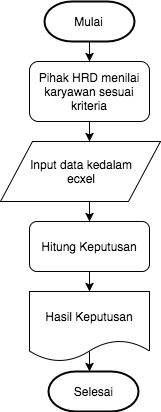 Mulai
Pihak HRD menilai
karyawan sesuai
kriteria
Input data kedalam
ecxel
Hitung Keputusan
Hasil Keputusan
Selesai